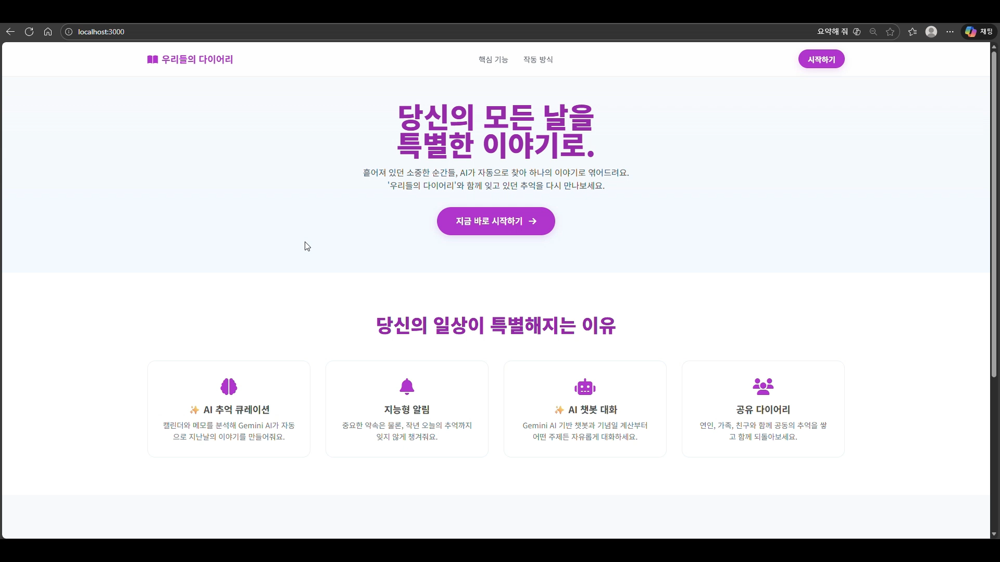 localhost:3000
요약해 줘
채팅
우리들의 다이어리
핵심 기능
작동 방식
시작하기
당신의 모든 날을
특별한 이야기로.
흩어져 있던 소중한 순간들, AI가 자동으로 찾아 하나의 이야기로 엮어드려요.
'우리들의 다이어리'와 함께 잊고 있던 추억을 다시 만나보세요.
지금 바로 시작하기 →
당신의 일상이 특별해지는 이유
✨ AI 추억 큐레이션
캘린더와 메모를 분석해 Gemini AI가 자동
으로 지난날의 이야기를 만들어줘요.
지능형 알림
중요한 약속은 물론, 작년 오늘의 추억까지
잊지 않게 챙겨줘요.
✨ AI 챗봇 대화
Gemini AI 기반 챗봇과 기념일 계산부터
어떤 주제든 자유롭게 대화하세요.
공유 다이어리
연인, 가족, 친구와 함께 공동의 추억을 쌓
고 함께 되돌아보세요.